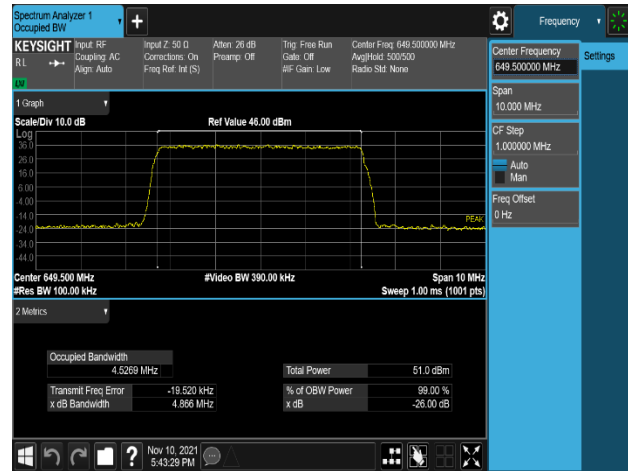 Spectrum Analyzer 1
Occupied BW
Frequency
KEYSIGHT
Input: RF
Coupling: AC
Align: Auto
Input Z: 50 Ω
Corrections: On
Freq Ref: Int (S)
Atten: 26 dB
Preamp: Off
Trig: Free Run
Gate: Off
#IF Gain: Low
Center Freq: 649.500000 MHz
Avg|Hold: 500/500
Radio Std: None
R L
1 Graph
Scale/Div 10.0 dB
Ref Value 46.00 dBm
Log
36.0
26.0
16.0
6.00
-4.00
-14.0
-24.0
-34.0
-44.0
PEAK
Center 649.500 MHz
#Video BW 390.00 kHz
Span 10 MHz
#Res BW 100.00 kHz
Sweep 1.00 ms (1001 pts)
2 Metrics
Occupied Bandwidth
4.5269 MHz
Total Power 51.0 dBm
Transmit Freq Error -19.520 kHz
% of OBW Power 99.00 %
x dB Bandwidth 4.866 MHz
x dB -26.00 dB
Nov 10, 2021
5:43:29 PM
Center Frequency
649.500000 MHz
Settings
Span
10.000 MHz
CF Step
1.000000 MHz
Auto
Man
Freq Offset
0 Hz